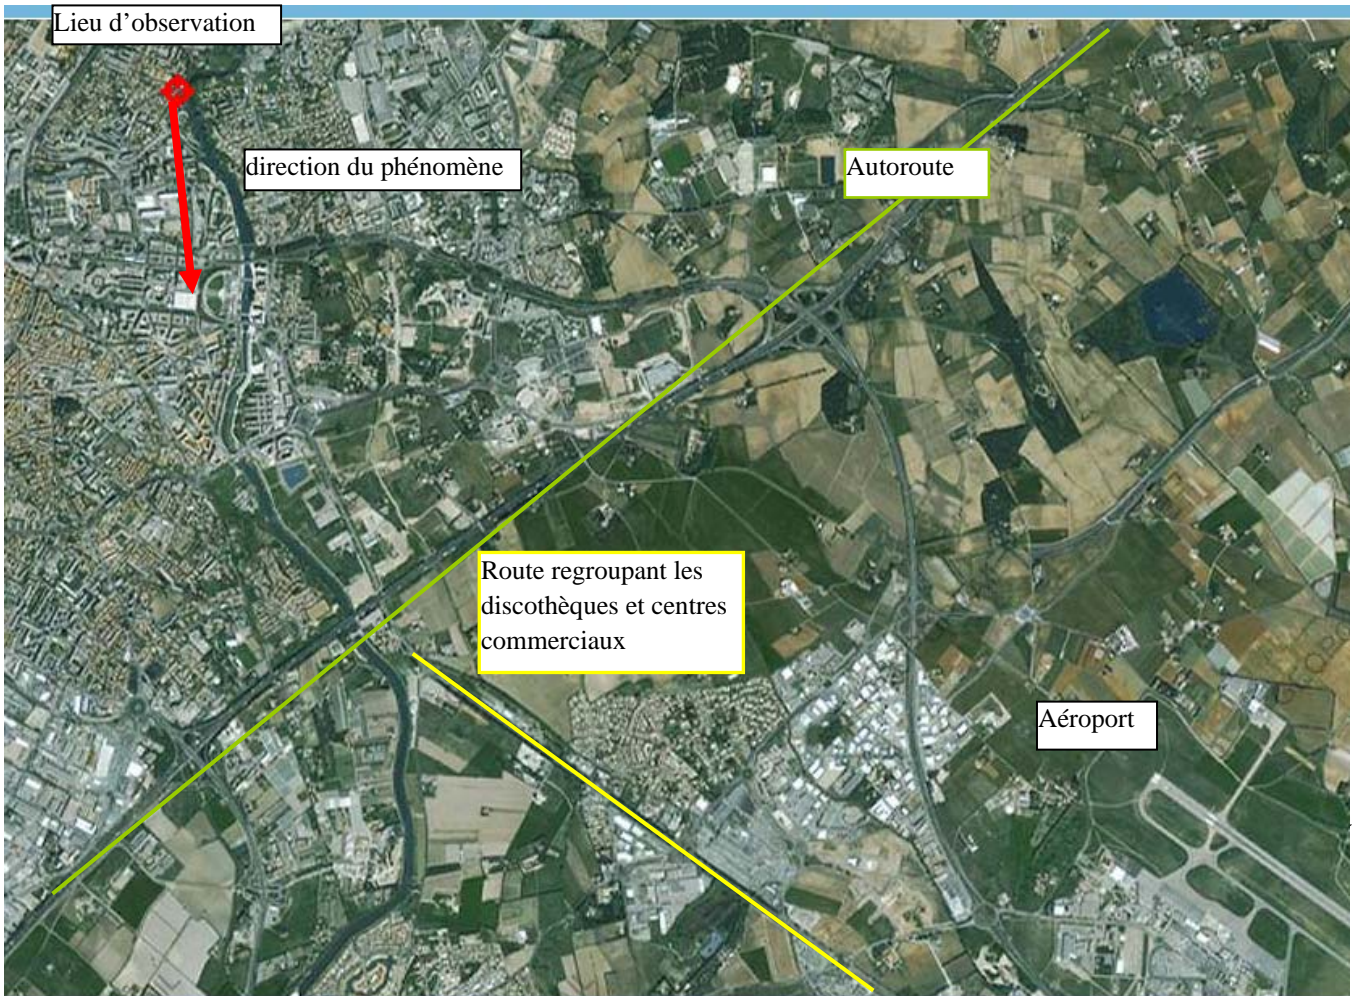 Lieu d’observation
direction du phénomène
Autoroute
Route regroupant les
discothèques et centres
commerciaux
Aéroport